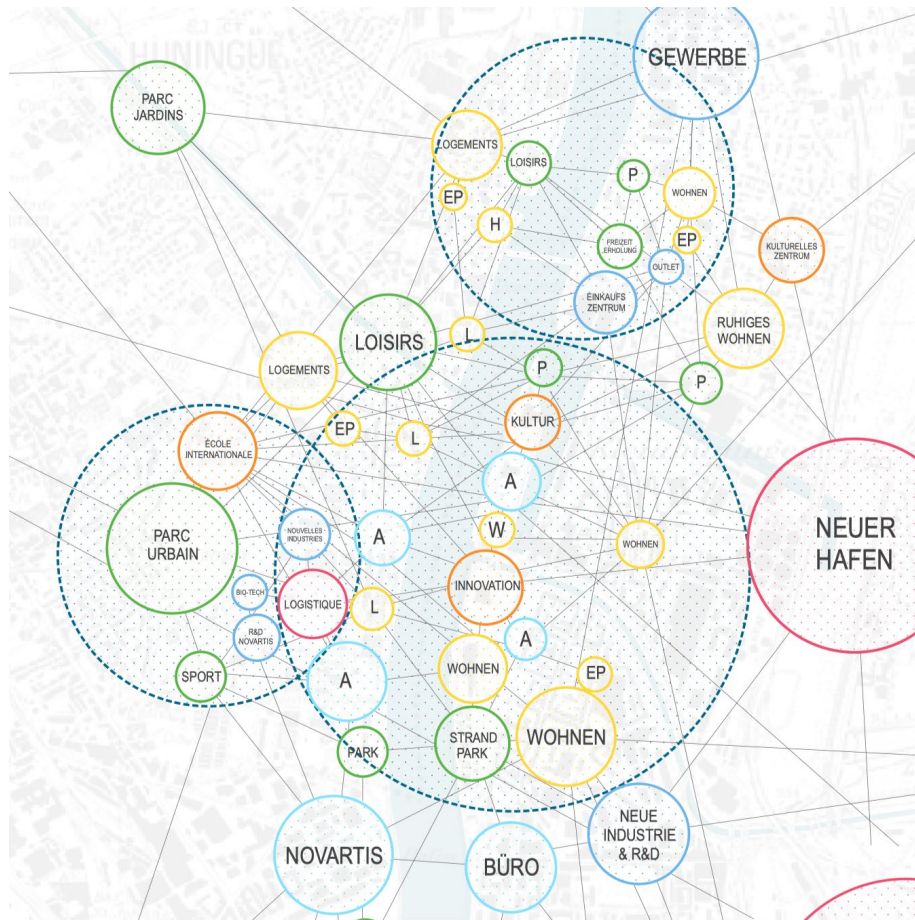 HUNINGUE
GEWERBE
PARC
JARDINS
LOGEMENTS
LOISIRS
P
EP
WOHNEN
H
FREIZEIT
ERHOLUNG
EP
KULTURELLES
ZENTRUM
OUTLET
EINKAUFS
ZENTRUM
RUHIGES
WOHNEN
LOISIRS
L
LOGEMENTS
P
P
EP
L
KULTUR
ÉCOLE
INTERNATIONALE
A
PARC
URBAIN
NOUVELLES
INDUSTRIES
A
W
WOHNEN
NEUER
HAFEN
BIO-TECH
LOGISTIQUE
L
INNOVATION
R&D
NOVARTIS
A
SPORT
A
WOHNEN
EP
PARK
STRAND
PARK
WOHNEN
NOVARTIS
BÜRO
NEUE
INDUSTRIE
& R&D